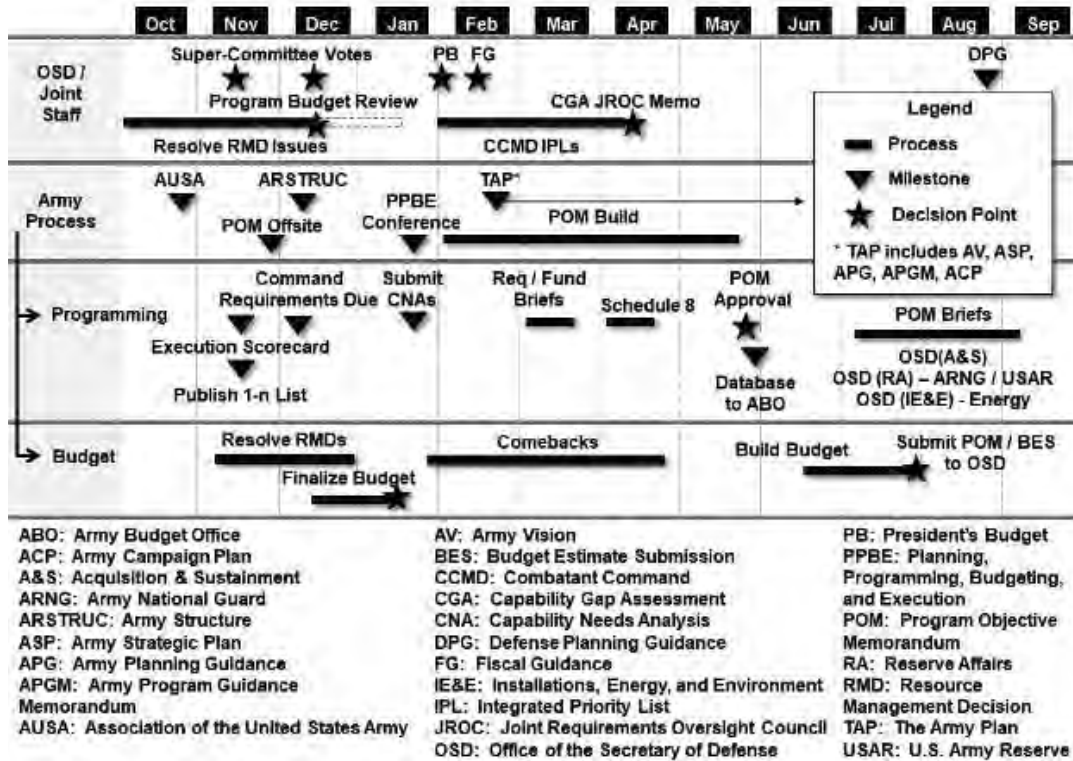 Oct Nov Dec Jan Feb Mar Apr May Jun Jul Aug Sep
OSD /
Joint
Staff
Super-Committee Votes
PB FG
DPG
Program Budget Review
CGA JROC Memo
Resolve RMD Issues
CCMD IPLs
Legend
Process
Milestone
Decision Point
* TAP includes AV, ASP,
APG, APGM, ACP
Army
Process
AUSA
ARSTRUC
TAP*
POM Offsite
PPBE
Conference
POM Build
Programming
Command
Requirements Due
Submit
CNAs
Req / Fund
Briefs
Schedule 8
POM
Approval
POM Briefs
Execution Scorecard
Publish 1-n List
Database
to ABO
OSD(A&S)
OSD (RA) – ARNG / USAR
OSD (IE&E) - Energy
Budget
Resolve RMDs
Finalize Budget
Comebacks
Build Budget
Submit POM / BES
to OSD
ABO: Army Budget Office
ACP: Army Campaign Plan
A&S: Acquisition & Sustainment
ARNG: Army National Guard
ARSTRUC: Army Structure
ASP: Army Strategic Plan
APG: Army Planning Guidance
APGM: Army Program Guidance
Memorandum
AUSA: Association of the United States Army
AV: Army Vision
BES: Budget Estimate Submission
CCMD: Combatant Command
CGA: Capability Gap Assessment
CNA: Capability Needs Analysis
DPG: Defense Planning Guidance
FG: Fiscal Guidance
IE&E: Installations, Energy, and Environment
IPL: Integrated Priority List
JROC: Joint Requirements Oversight Council
OSD: Office of the Secretary of Defense
PB: President's Budget
PPBE: Planning,
Programming, Budgeting,
and Execution
POM: Program Objective
Memorandum
RA: Reserve Affairs
RMD: Resource
Management Decision
TAP: The Army Plan
USAR: U.S. Army Reserve